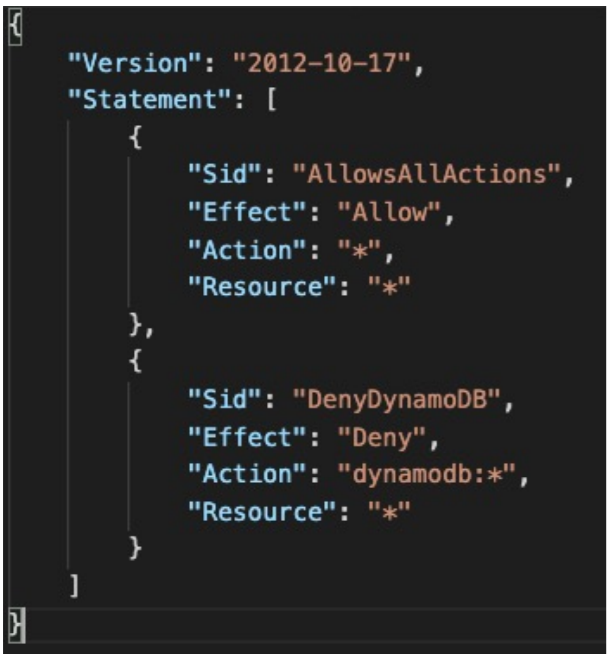 {
"Version": "2012-10-17",
"Statement": [
{
"Sid": "AllowsAllActions",
"Effect": "Allow",
"Action": "*",
"Resource": "*"
},
{
"Sid": "DenyDynamoDB",
"Effect": "Deny",
"Action": "dynamodb:*",
"Resource": "*"
}
]
}